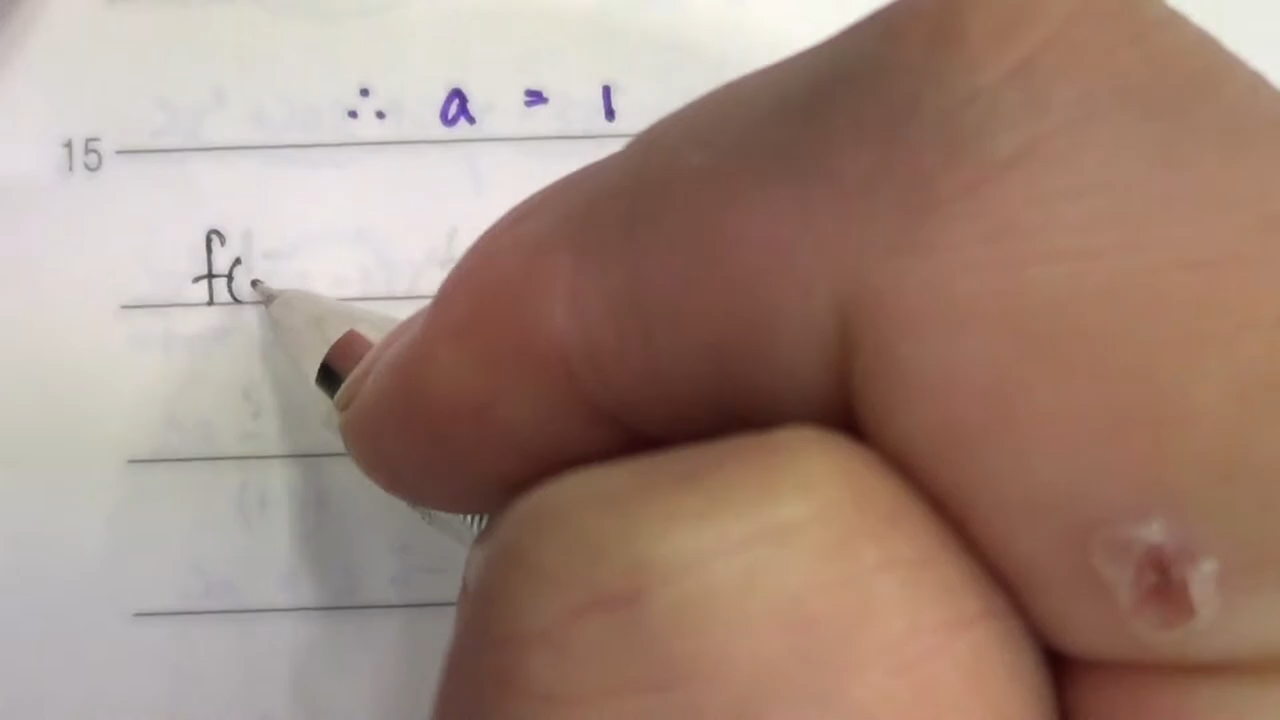 ∴ a = 1
15
f(